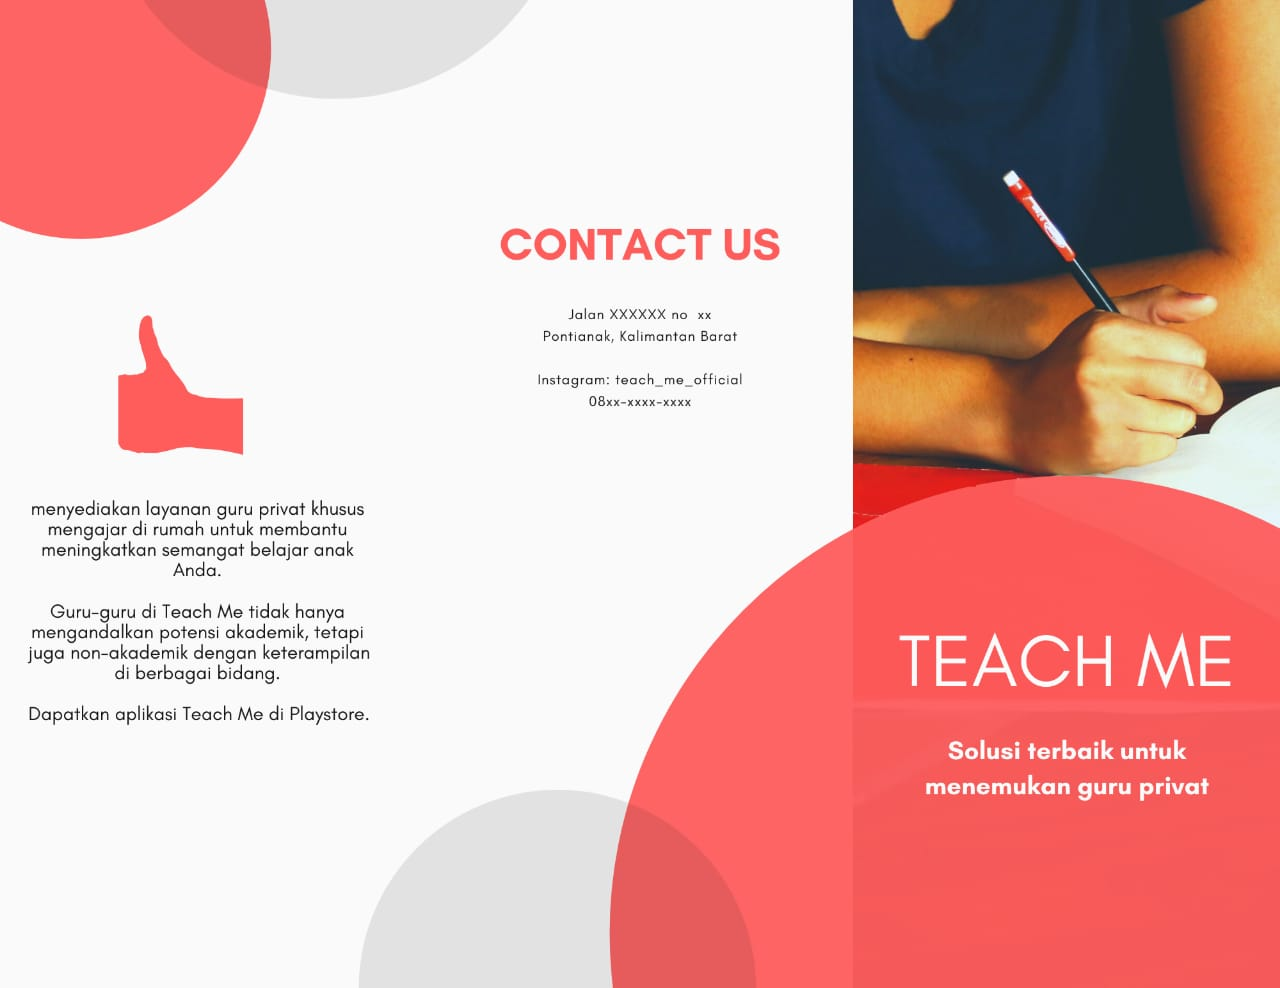 menyediakan layanan guru privat khusus
mengajar di rumah untuk membantu
meningkatkan semangat belajar anak
Anda.
Guru-guru di Teach Me tidak hanya
mengandalkan potensi akademik, tetapi
juga non-akademik dengan keterampilan
di berbagai bidang.
Dapatkan aplikasi Teach Me di Playstore.
CONTACT US
Jalan XXXXXX no  xx
Pontianak, Kalimantan Barat
Instagram: teach_me_official
08xx-xxxx-xxxx
TEACH ME
Solusi terbaik untuk
menemukan guru privat